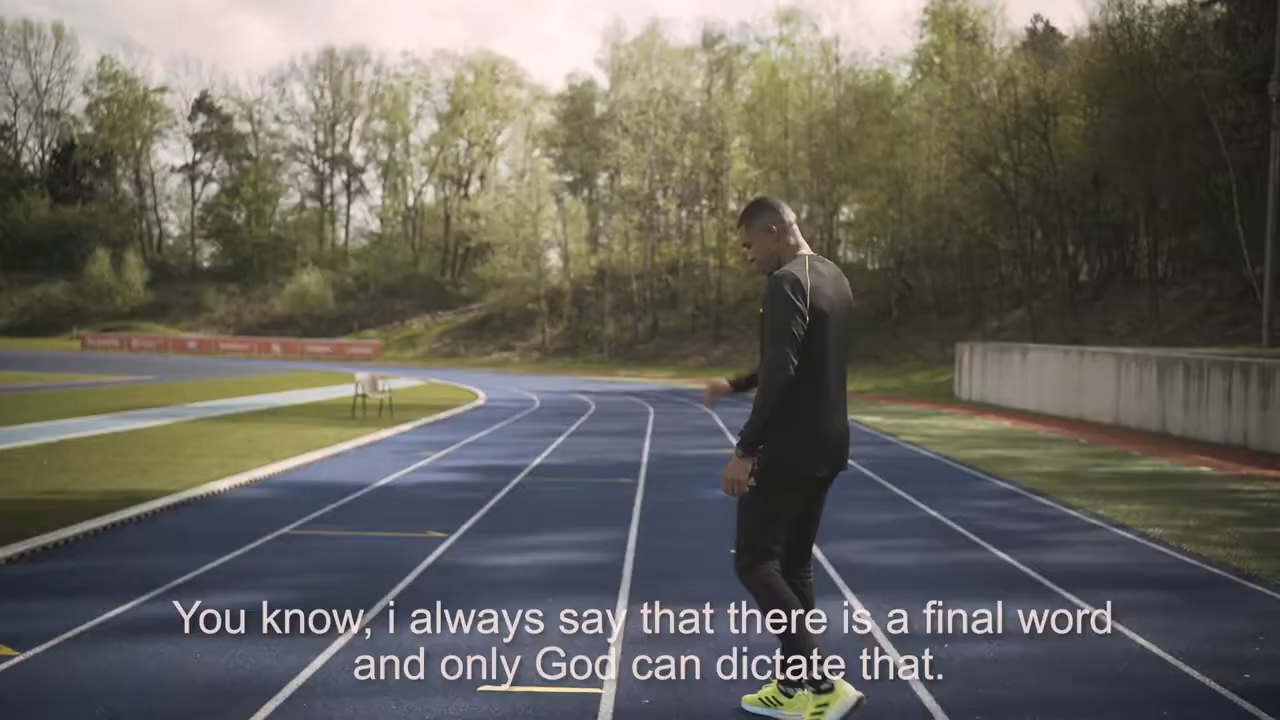 You know, i always say that there is a final word
and only God can dictate that.